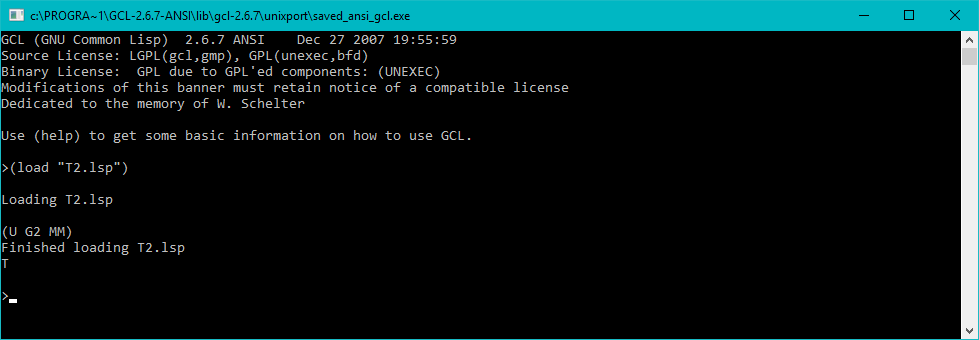 c:\PROGRA~1\GCL-2.6.7-ANSI\lib\gcl-2.6.7\unixport\saved_ansi_gcl.exe
GCL (GNU Common Lisp)  2.6.7 ANSI    Dec 27 2007 19:55:59
Source License: LGPL(gcl,gmp), GPL(unexec,bfd)
Binary License:  GPL due to GPL'ed components: (UNEXEC)
Modifications of this banner must retain notice of a compatible license
Dedicated to the memory of W. Schelter
Use (help) to get some basic information on how to use GCL.
>(load "T2.lsp")
Loading T2.lsp
(U G2 MM)
Finished loading T2.lsp
T
>